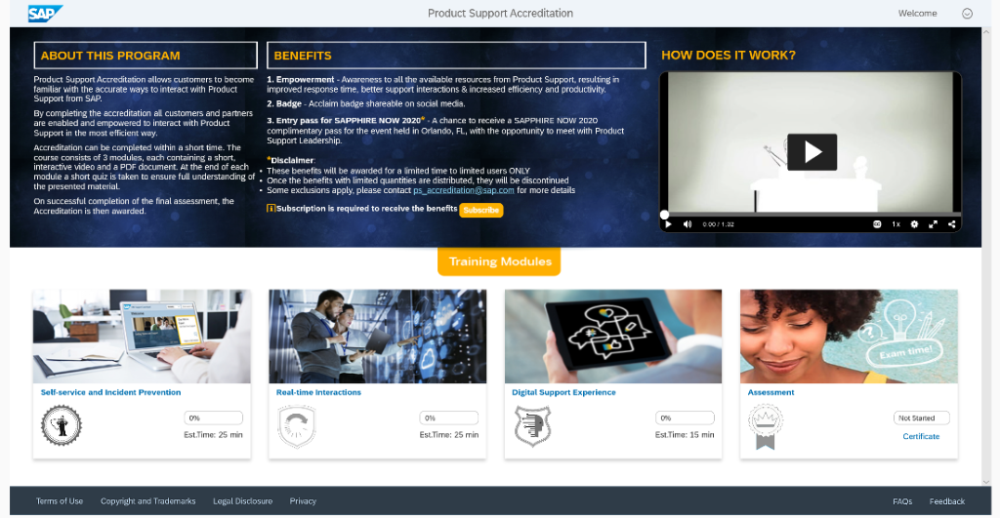 SAP
Product Support Accreditation
Welcome
ABOUT THIS PROGRAM
Product Support Accreditation allows customers to become
familiar with the accurate ways to interact with Product
Support from SAP.
By completing the accreditation all customers and partners
are enabled and empowered to interact with Product
Support in the most efficient way.
Accreditation can be completed within a short time. The
course consists of 3 modules, each containing a short,
interactive video and a PDF document. At the end of each
module a short quiz is taken to ensure full understanding of
the presented material.
On successful completion of the final assessment, the
Accreditation is then awarded.
BENEFITS
1. Empowerment - Awareness to all the available resources from Product Support, resulting in
improved response time, better support interactions & increased efficiency and productivity.
2. Badge - Acclaim badge shareable on social media.
3. Entry pass for SAPPHIRE NOW 2020* - A chance to receive a SAPPHIRE NOW 2020
complimentary pass for the event held in Orlando, FL, with the opportunity to meet with Product
Support Leadership.
*Disclaimer:
• These benefits will be awarded for a limited time to limited users ONLY
• Once the benefits with limited quantities are distributed, they will be discontinued
• Some exclusions apply, please contact ps_accreditation@sap.com for more details
Subscription is required to receive the benefits Subscribe
HOW DOES IT WORK?
0:00 / 1:32
1x
Training Modules
Self-service and Incident Prevention
0%
Est.Time: 25 min
Real-time Interactions
0%
Est.Time: 25 min
Digital Support Experience
0%
Est.Time: 15 min
Exam time!
Assessment
Not Started
Certificate
Terms of Use
Copyright and Trademarks
Legal Disclosure
Privacy
FAQs
Feedback